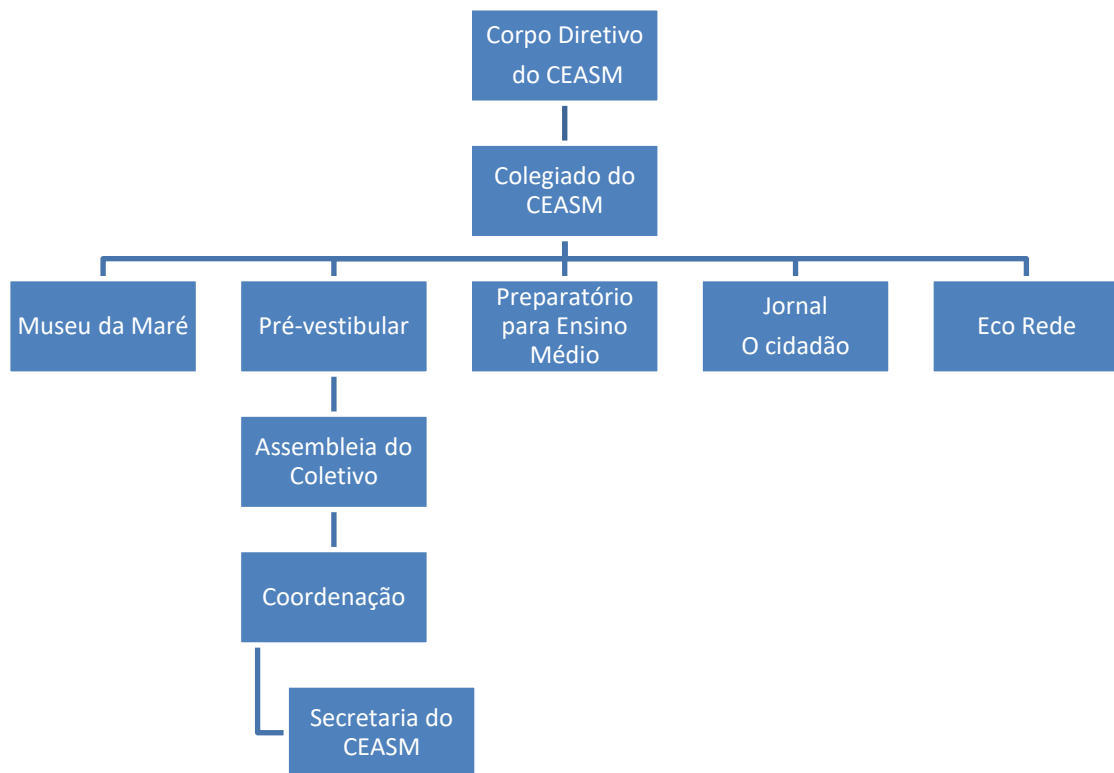 Corpo Diretivo
do CEASM
Colegiado do
CEASM
Museu da Maré
Pré-vestibular
Preparatório
para Ensino
Médio
Jornal
O cidadão
Eco Rede
Assembleia do
Coletivo
Coordenação
Secretaria do
CEASM